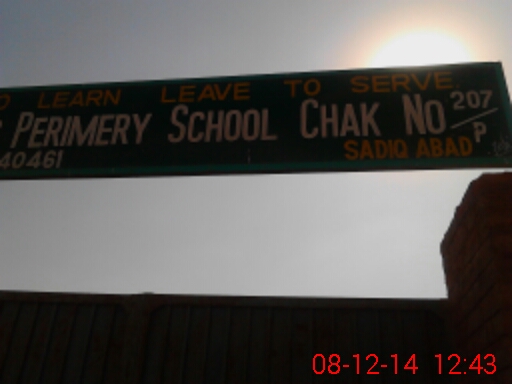 O LEARN LEAVE TO SERVE
PERIMERY SCHOOL CHAK NO 207/P
40461 SADIQ ABAD
08-12-14 12:43